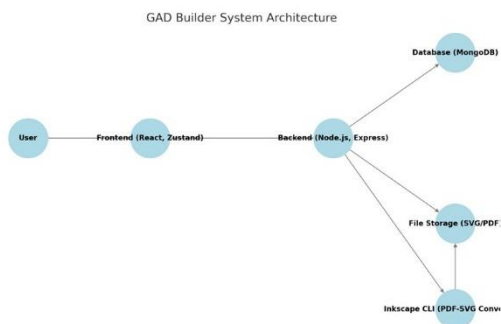 GAD Builder System Architecture
Database (MongoDB)
User
Frontend (React, Zustand)
Backend (Node.js, Express)
File Storage (SVG/PDF)
Inkscape CLI (PDF-SVG Conve